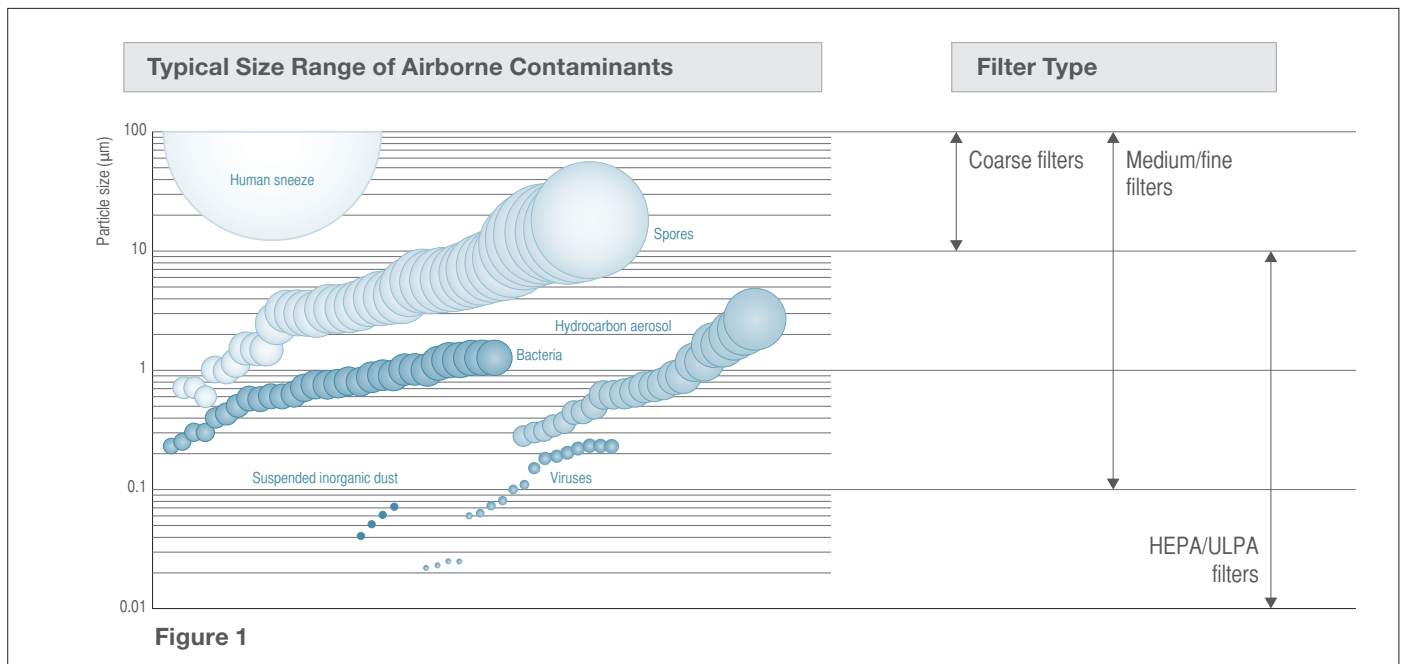 Typical Size Range of Airborne Contaminants
Filter Type
Particle size (µm)
100
10
1
0.1
0.01
Human sneeze
Spores
Hydrocarbon aerosol
Bacteria
Suspended inorganic dust
Viruses
Coarse filters
Medium/fine
filters
HEPA/ULPA
filters
Figure 1